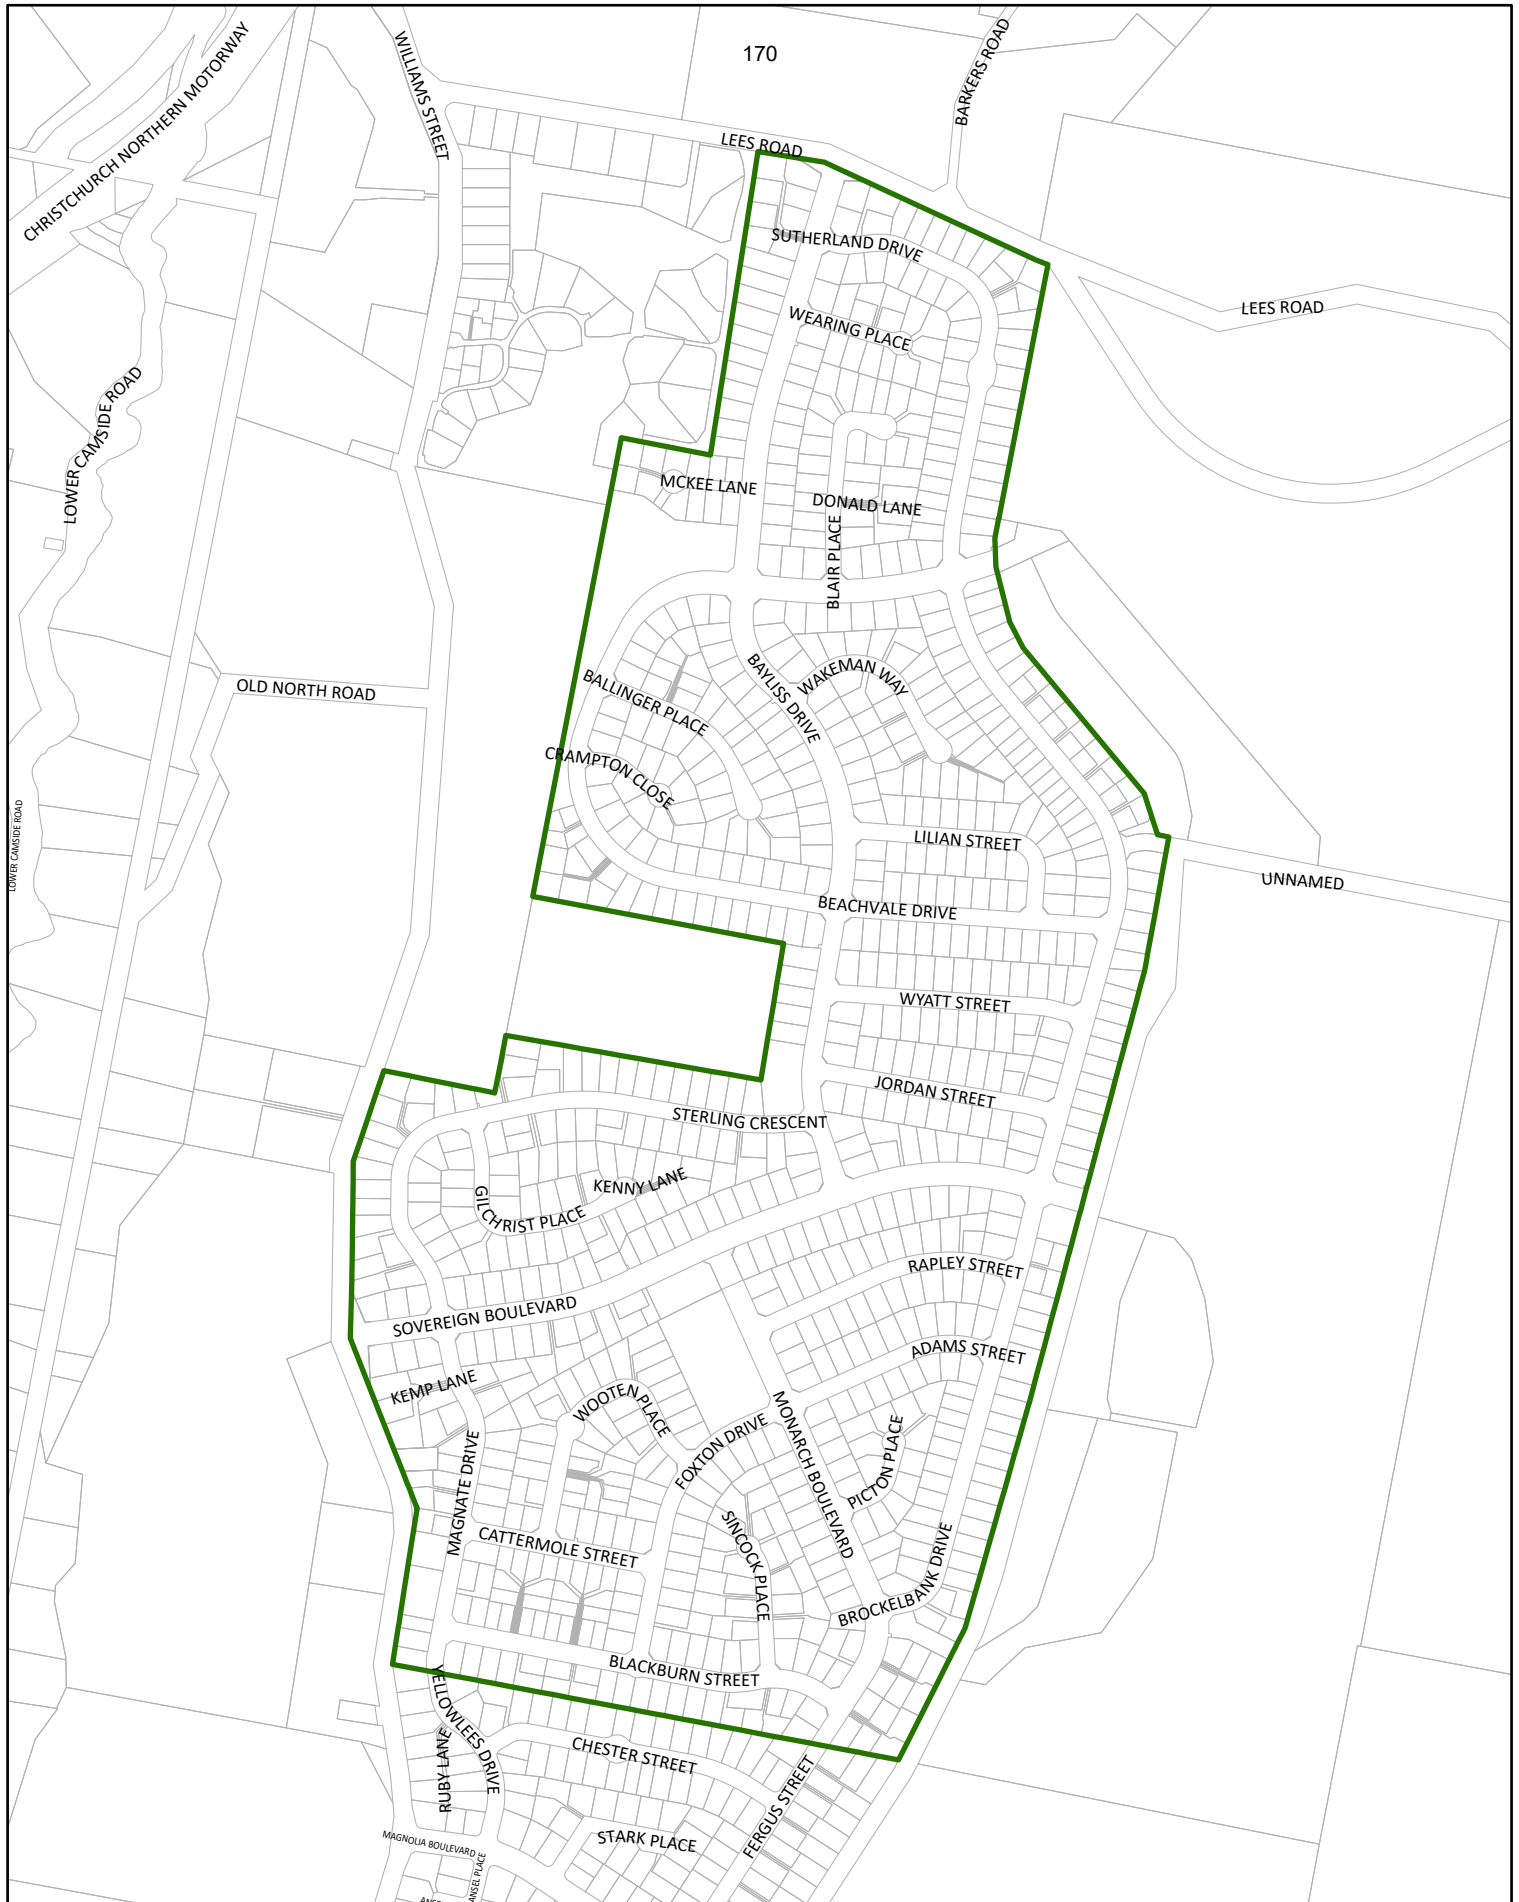 170
WILLIAMS STREET
BARKERS ROAD
CHRISTCHURCH NORTHERN MOTORWAY
LEES ROAD
SUTHERLAND DRIVE
LEES ROAD
WEARING PLACE
LOWER CAMSIDE ROAD
MCKEE LANE
DONALD LANE
BLAIR PLACE
OLD NORTH ROAD
BALLINGER PLACE
BAYLISS DRIVE
WAKEMAN WAY
CRAMPTON CLOSE
LOWER CAMSIDE ROAD
LILIAN STREET
UNNAMED
BEACHVALE DRIVE
WYATT STREET
JORDAN STREET
STERLING CRESCENT
KENNY LANE
GILCHRIST PLACE
RAPLEY STREET
SOVEREIGN BOULEVARD
ADAMS STREET
KEMP LANE
WOOTEN PLACE
FOXTON DRIVE
MONARCH BOULEVARD
PICTON PLACE
MAGNATE DRIVE
SINCOCK PLACE
CATTERMOLE STREET
BROCKELBANK DRIVE
BLACKBURN STREET
YELLOWLEES DRIVE
RUBY LANE
CHESTER STREET
FERGUS STREET
STARK PLACE
MAGNOLIA BOULEVARD
ANSEL PLACE